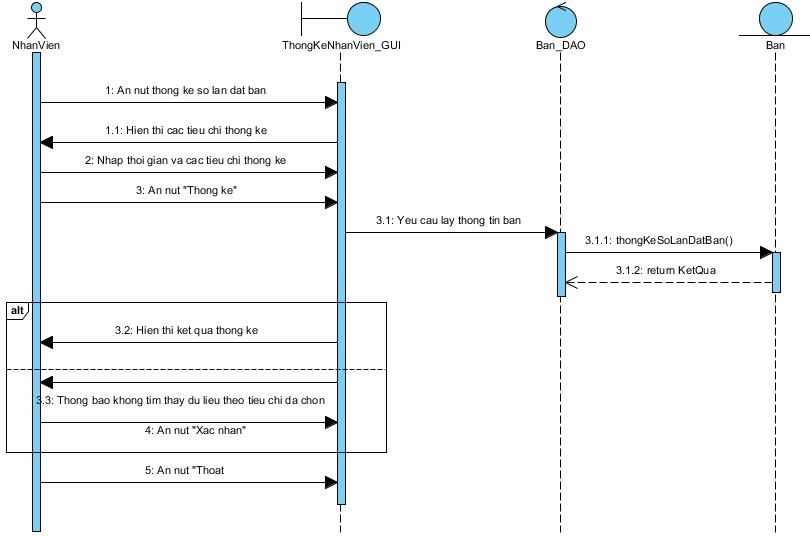 NhanVien
ThongKeNhanVien_GUI
Ban_DAO
Ban
1: An nut thong ke so lan dat ban
1.1: Hien thi cac tieu chi thong ke
2: Nhap thoi gian va cac tieu chi thong ke
3: An nut "Thong ke"
3.1: Yeu cau lay thong tin ban
3.1.1: thongKeSoLanDatBan()
3.1.2: return KetQua
alt
3.2: Hien thi ket qua thong ke
3.3: Thong bao khong tim thay du lieu theo tieu chi da chon
4: An nut "Xac nhan"
5: An nut "Thoat